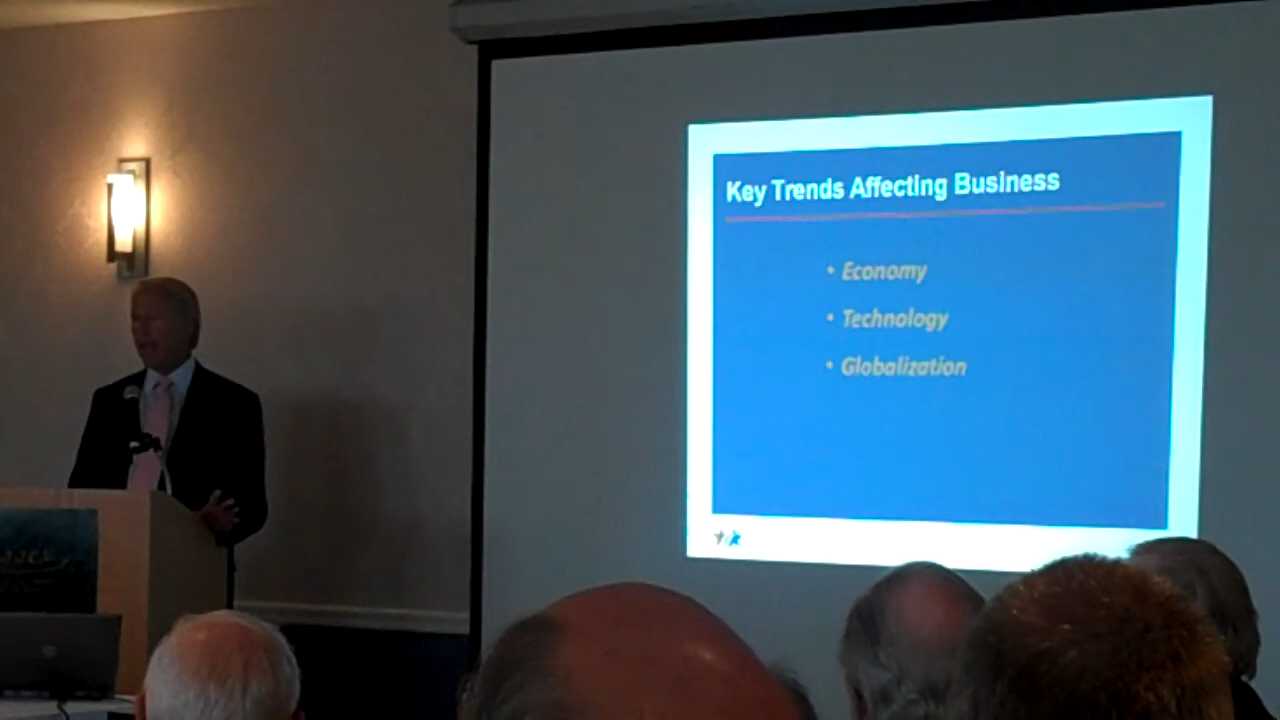 Key Trends Affecting Business
• Economy
• Technology
• Globalization